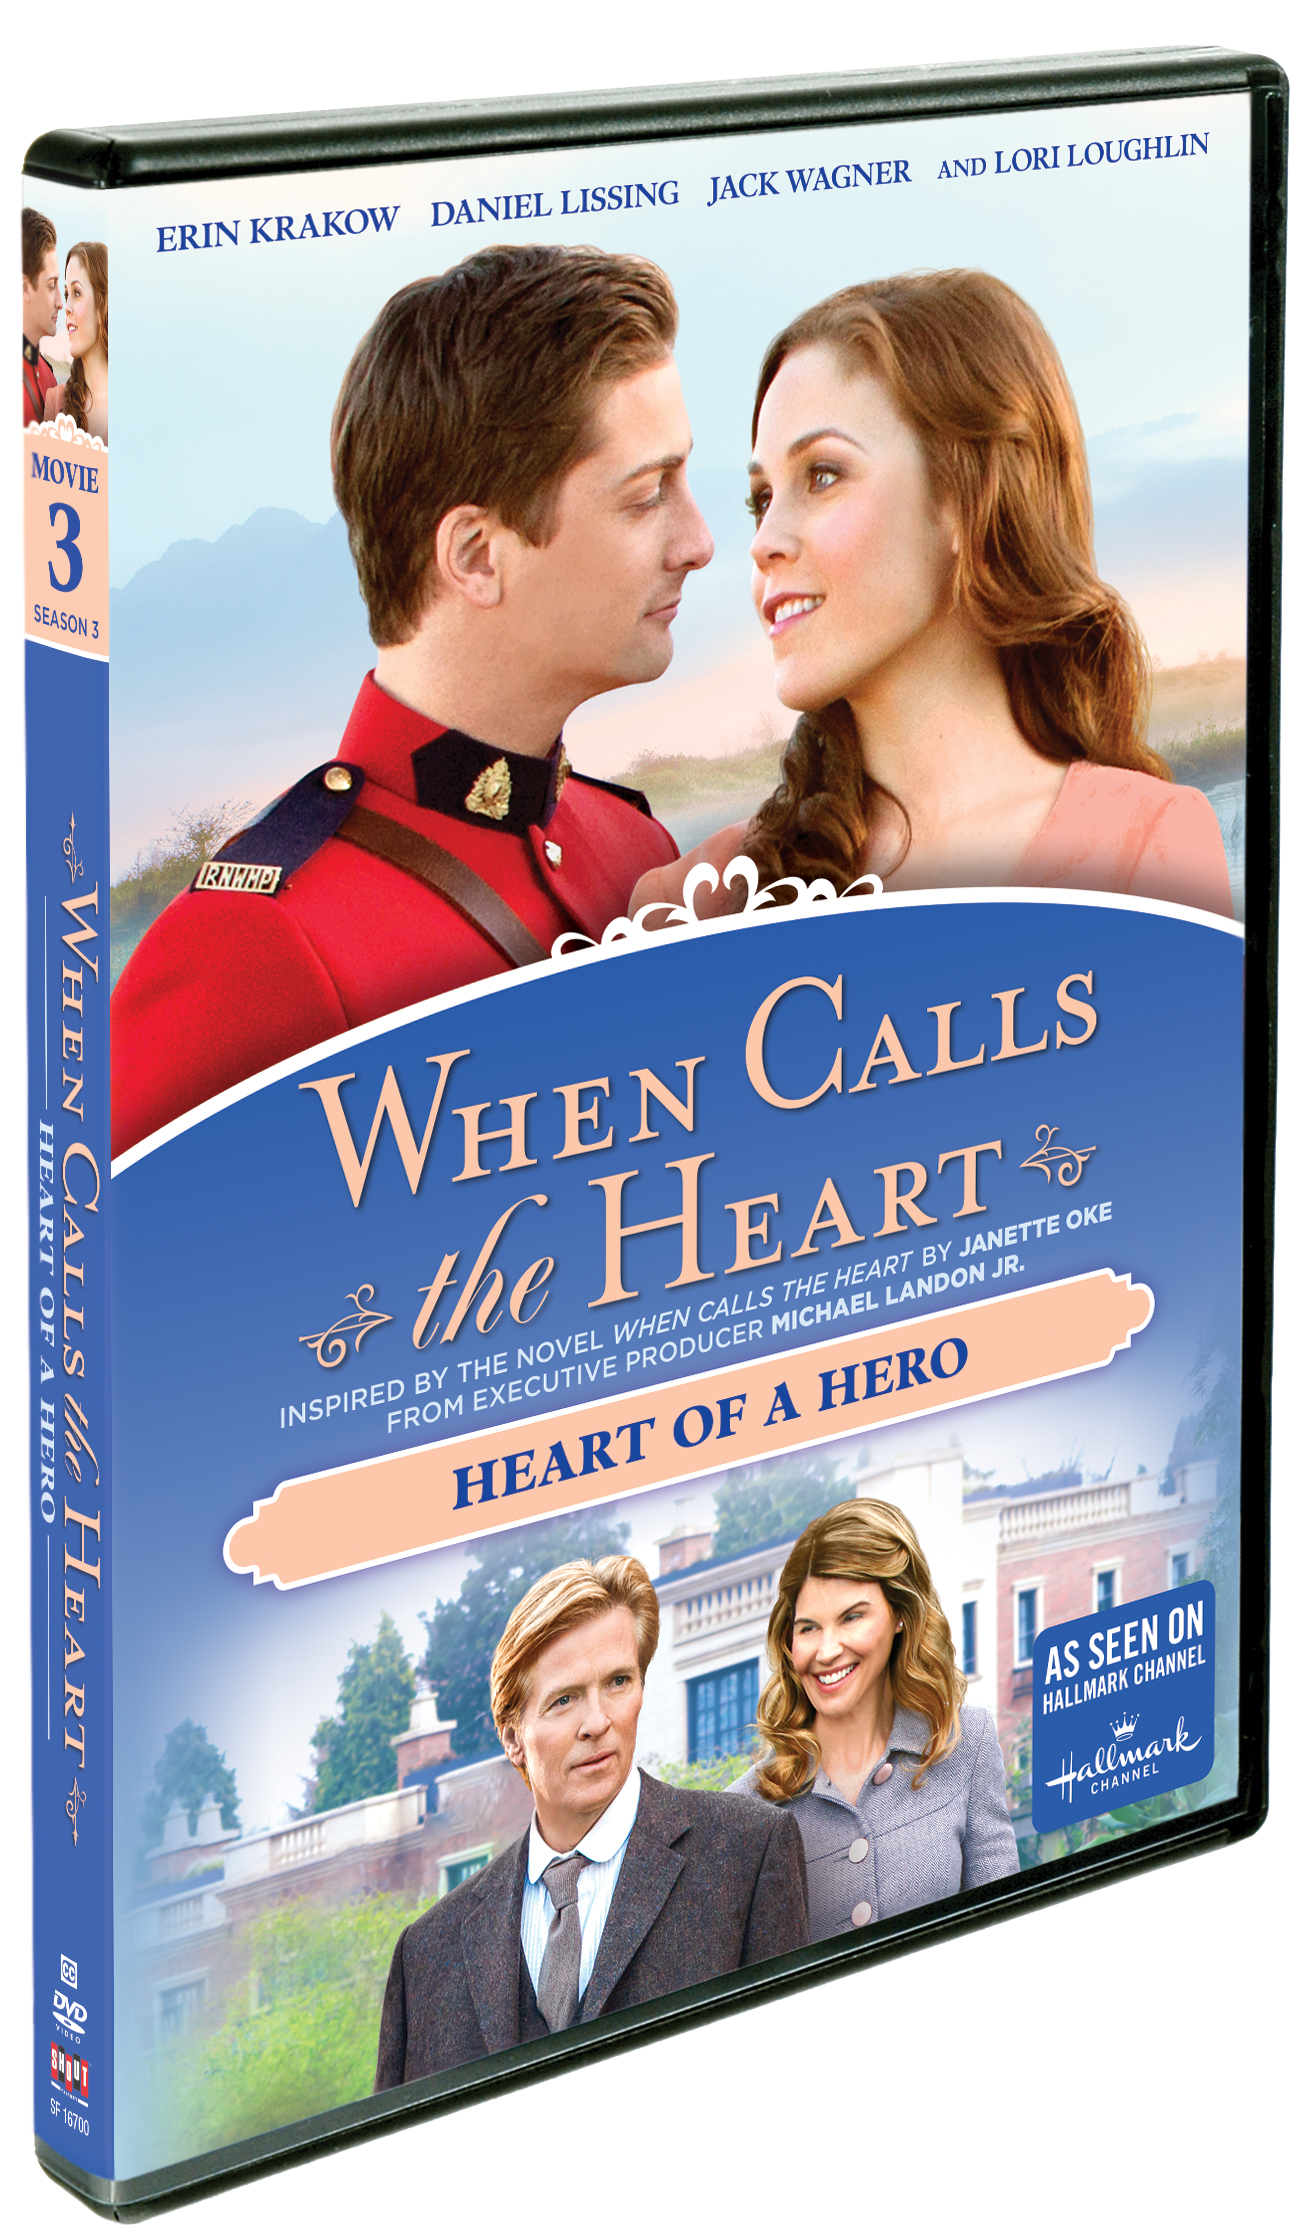 ERIN KRAKOW DANIEL LISSING JACK WAGNER AND LORI LOUGHLIN
RNWMP
WHEN CALLS
the HEART
INSPIRED BY THE NOVEL WHEN CALLS THE HEART BY JANETTE OKE
FROM EXECUTIVE PRODUCER MICHAEL LANDON JR.
HEART OF A HERO
AS SEEN ON
HALLMARK CHANNEL
Hallmark
CHANNEL
MOVIE
3
SEASON 3
WHEN CALLS the HEART
HEART OF A HERO
CC
DVD
VIDEO
SHOUT
FACTORY
SF 16700